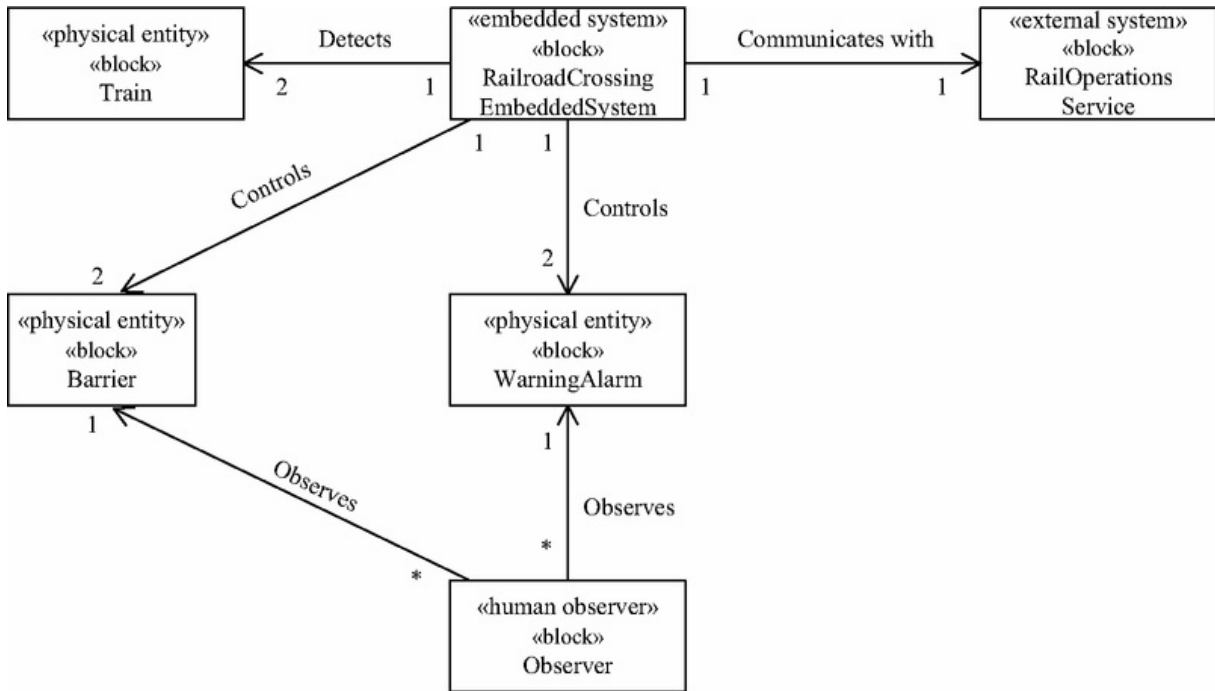 «physical entity»
«block»
Train
Detects
2
1
«embedded system»
«block»
RailroadCrossing
EmbeddedSystem
Communicates with
1
1
«external system»
«block»
RailOperations
Service
1
1
Controls
Controls
2
2
«physical entity»
«block»
Barrier
«physical entity»
«block»
WarningAlarm
1
1
Observes
Observes
*
*
«human observer»
«block»
Observer